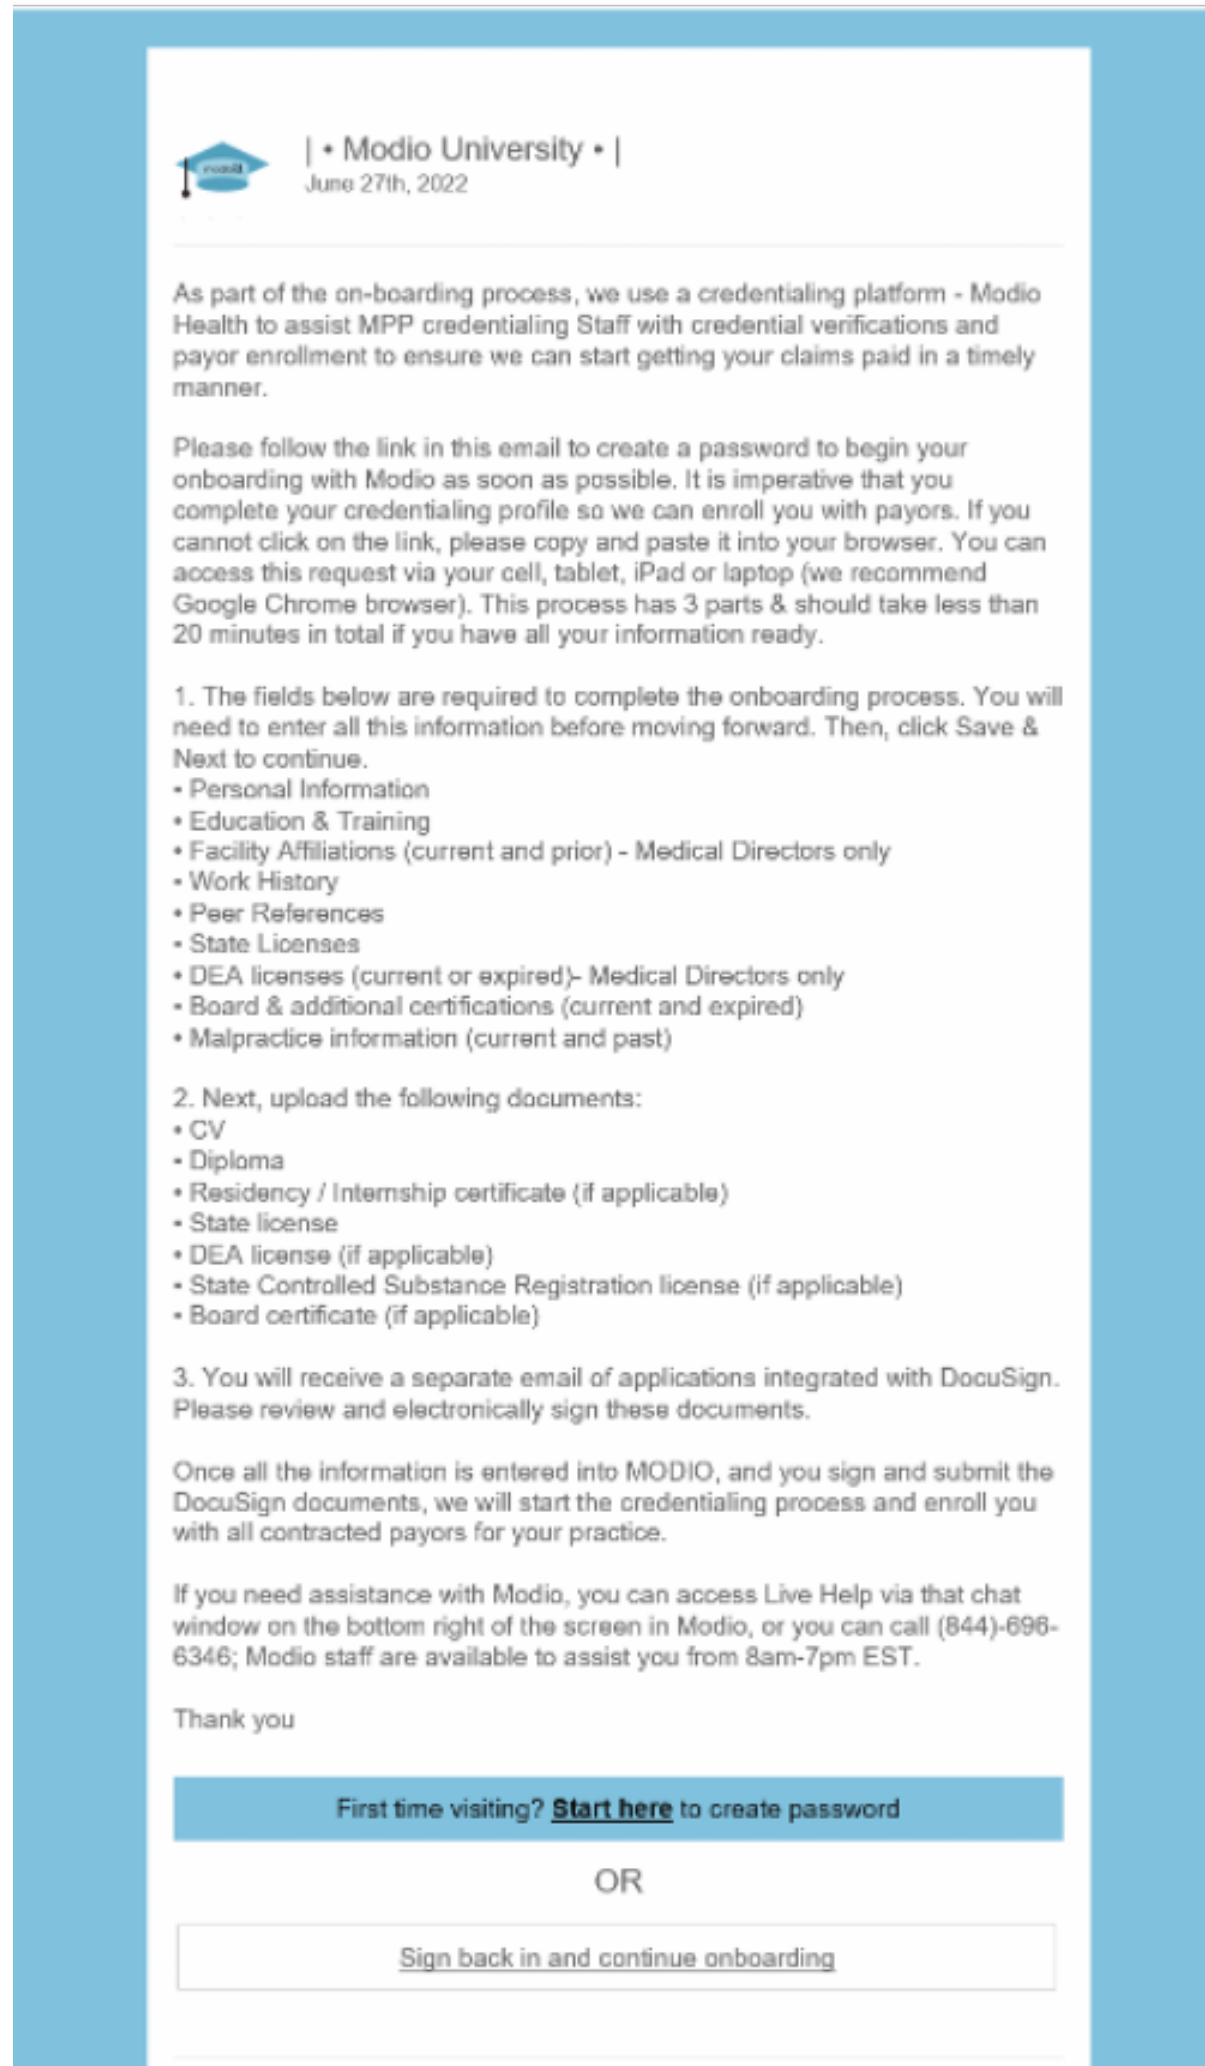 | • Modio University • |
June 27th, 2022
As part of the on-boarding process, we use a credentialing platform - Modio
Health to assist MPP credentialing Staff with credential verifications and
payor enrollment to ensure we can start getting your claims paid in a timely
manner.
Please follow the link in this email to create a password to begin your
onboarding with Modio as soon as possible. It is imperative that you
complete your credentialing profile so we can enroll you with payors. If you
cannot click on the link, please copy and paste it into your browser. You can
access this request via your cell, tablet, iPad or laptop (we recommend
Google Chrome browser). This process has 3 parts & should take less than
20 minutes in total if you have all your information ready.
1. The fields below are required to complete the onboarding process. You will
need to enter all this information before moving forward. Then, click Save &
Next to continue.
• Personal Information
• Education & Training
• Facility Affiliations (current and prior) - Medical Directors only
• Work History
• Peer References
• State Licenses
• DEA licenses (current or expired)- Medical Directors only
• Board & additional certifications (current and expired)
• Malpractice information (current and past)
2. Next, upload the following documents:
• CV
• Diploma
• Residency / Internship certificate (if applicable)
• State license
• DEA license (if applicable)
• State Controlled Substance Registration license (if applicable)
• Board certificate (if applicable)
3. You will receive a separate email of applications integrated with DocuSign.
Please review and electronically sign these documents.
Once all the information is entered into MODIO, and you sign and submit the
DocuSign documents, we will start the credentialing process and enroll you
with all contracted payors for your practice.
If you need assistance with Modio, you can access Live Help via that chat
window on the bottom right of the screen in Modio, or you can call (844)-696-
6346; Modio staff are available to assist you from 8am-7pm EST.
Thank you
First time visiting? Start here to create password
OR
Sign back in and continue onboarding